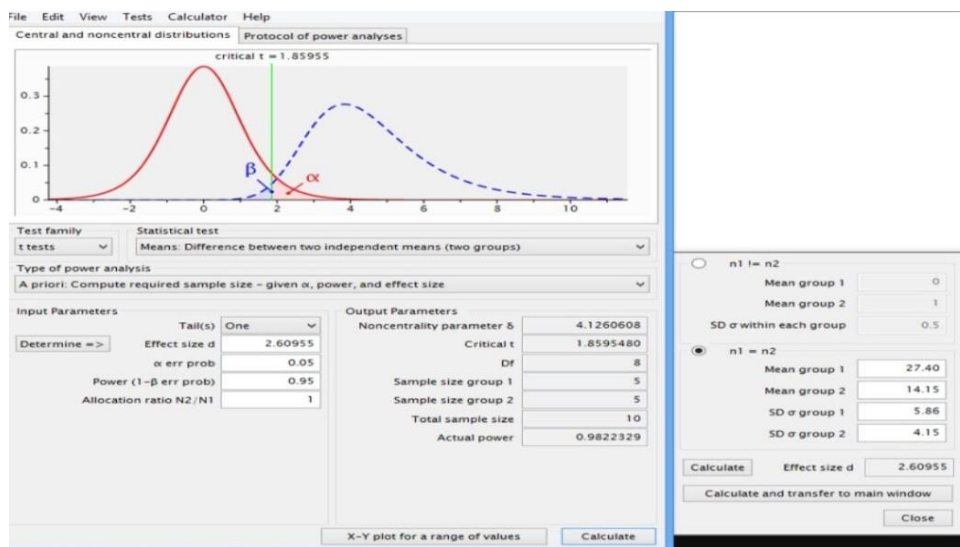 File Edit View Tests Calculator Help
Central and noncentral distributions Protocol of power analyses
critical t = 1.85955
0.3
0.2
0.1
0
β
α
-4 -2 0 2 4 6 8 10
Test family Statistical test
t tests Means: Difference between two independent means (two groups)
Type of power analysis
A priori: Compute required sample size – given α, power, and effect size
Input Parameters
Tail(s) One
Determine => Effect size d 2.60955
α err prob 0.05
Power (1-β err prob) 0.95
Allocation ratio N2/N1 1
Output Parameters
Noncentrality parameter δ 4.1260608
Critical t 1.8595480
Df 8
Sample size group 1 5
Sample size group 2 5
Total sample size 10
Actual power 0.9822329
X-Y plot for a range of values Calculate
n1 != n2
Mean group 1 0
Mean group 2 1
SD σ within each group 0.5
n1 = n2
Mean group 1 27.40
Mean group 2 14.15
SD σ group 1 5.86
SD σ group 2 4.15
Calculate Effect size d 2.60955
Calculate and transfer to main window
Close